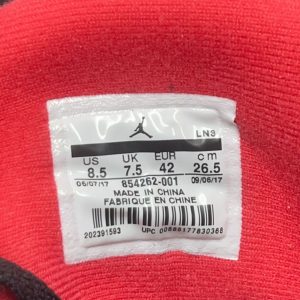 LN3
US UK EUR cm
8.5 7.5 42 26.5
06/07/17 854262-001 09/06/17
MADE IN CHINA
FABRIQUE EN CHINE
202391593 UPC 00886177830368